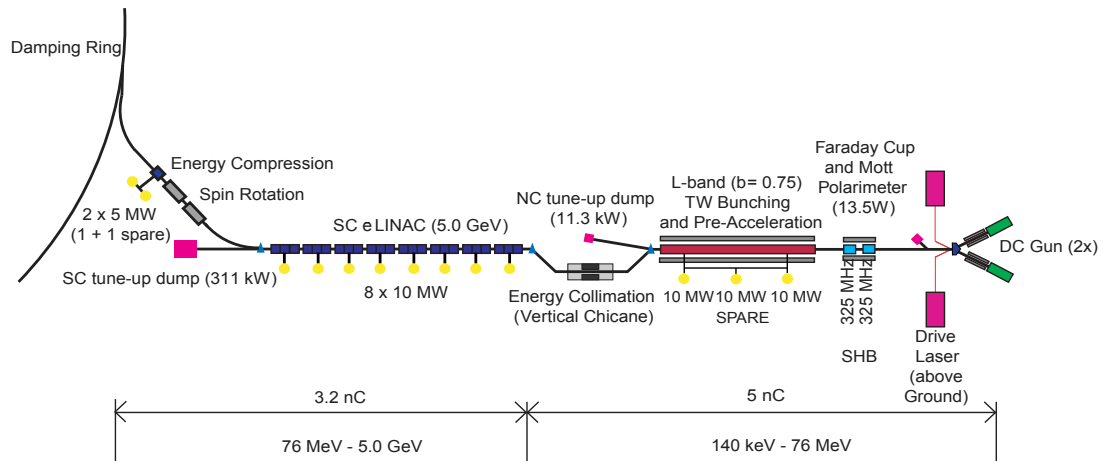 Damping Ring
Energy Compression
Spin Rotation
2 x 5 MW
(1 + 1 spare)
SC tune-up dump (311 kW)
SC e LINAC (5.0 GeV)
8 x 10 MW
NC tune-up dump
(11.3 kW)
Energy Collimation
(Vertical Chicane)
L-band (b= 0.75)
TW Bunching
and Pre-Acceleration
10 MW 10 MW 10 MW
SPARE
Faraday Cup
and Mott
Polarimeter
(13.5W)
325 MHz
325 MHz
SHB
DC Gun (2x)
Drive
Laser
(above
Ground)
3.2 nC
5 nC
76 MeV - 5.0 GeV
140 keV - 76 MeV